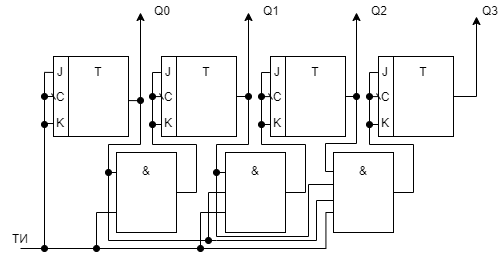 Q0 Q1 Q2 Q3
J T J T J T J T
C C C C
K K K K
& & &
ТИ